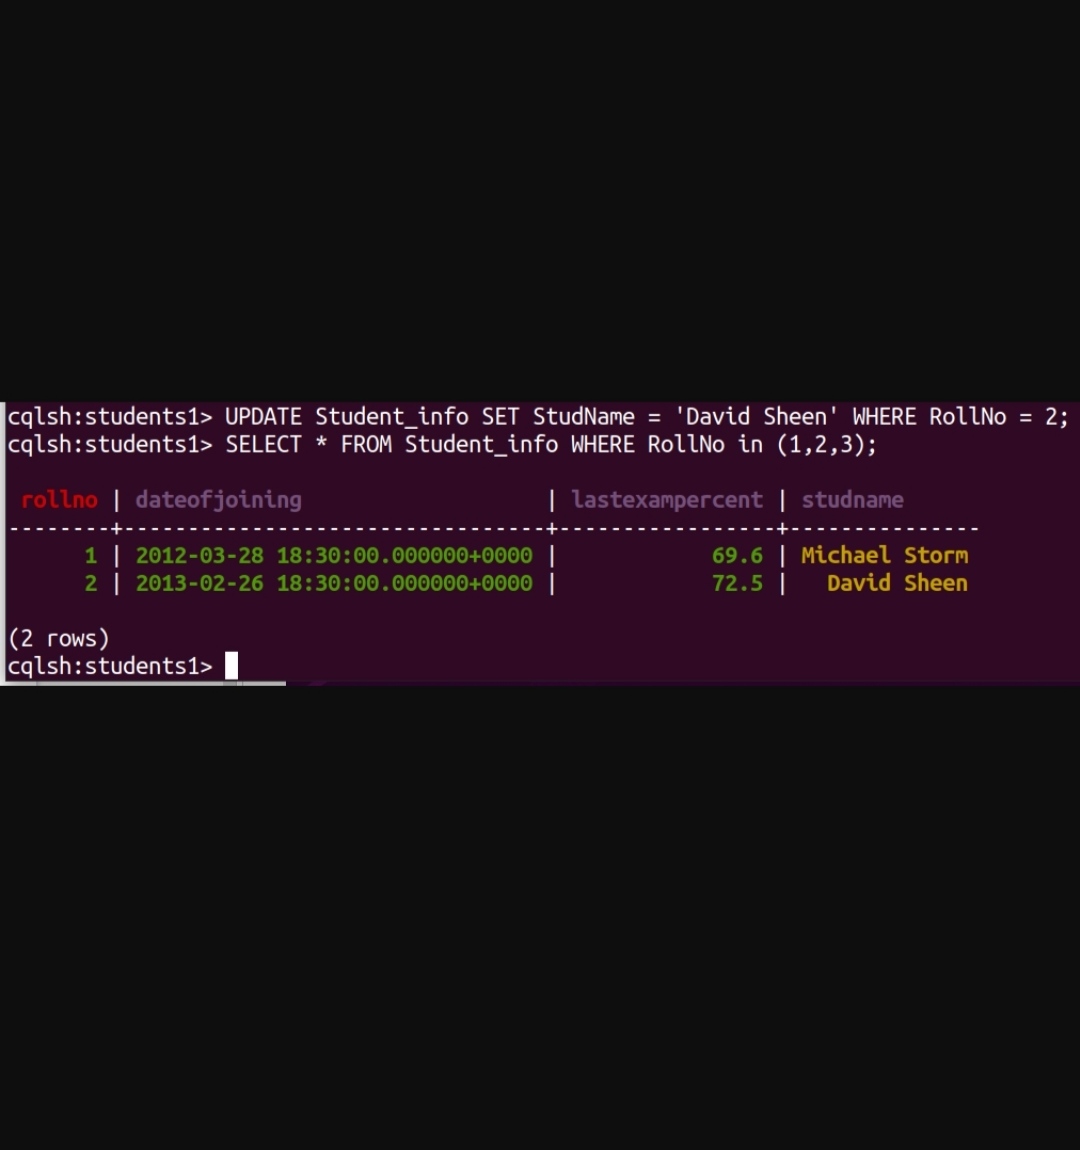 cqlsh:students1> UPDATE Student_info SET StudName = 'David Sheen' WHERE RollNo = 2;
cqlsh:students1> SELECT * FROM Student_info WHERE RollNo in (1,2,3);
rollno | dateofjoining | lastexampercent | studname
--------+---------------------------------+-----------------+---------------
1 | 2012-03-28 18:30:00.000000+0000 | 69.6 | Michael Storm
2 | 2013-02-26 18:30:00.000000+0000 | 72.5 | David Sheen
(2 rows)
cqlsh:students1>